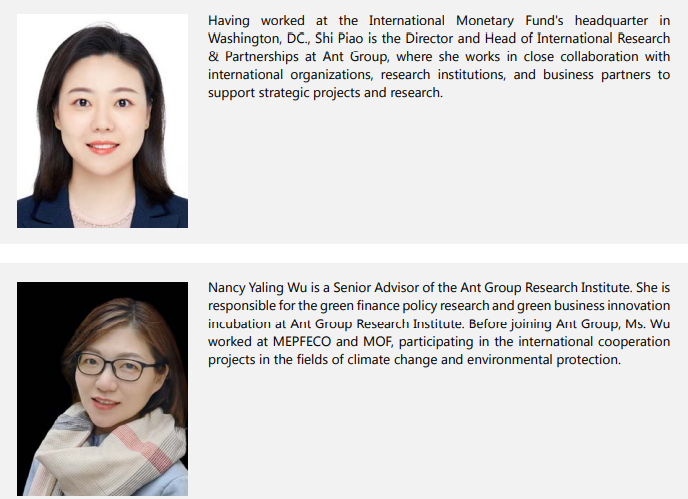 Having worked at the International Monetary Fund's headquarter in
Washington, DC., Shi Piao is the Director and Head of International Research
& Partnerships at Ant Group, where she works in close collaboration with
international organizations, research institutions, and business partners to
support strategic projects and research.
Nancy Yaling Wu is a Senior Advisor of the Ant Group Research Institute. She is
responsible for the green finance policy research and green business innovation
incubation at Ant Group Research Institute. Before joining Ant Group, Ms. Wu
worked at MEPFECO and MOF, participating in the international cooperation
projects in the fields of climate change and environmental protection.